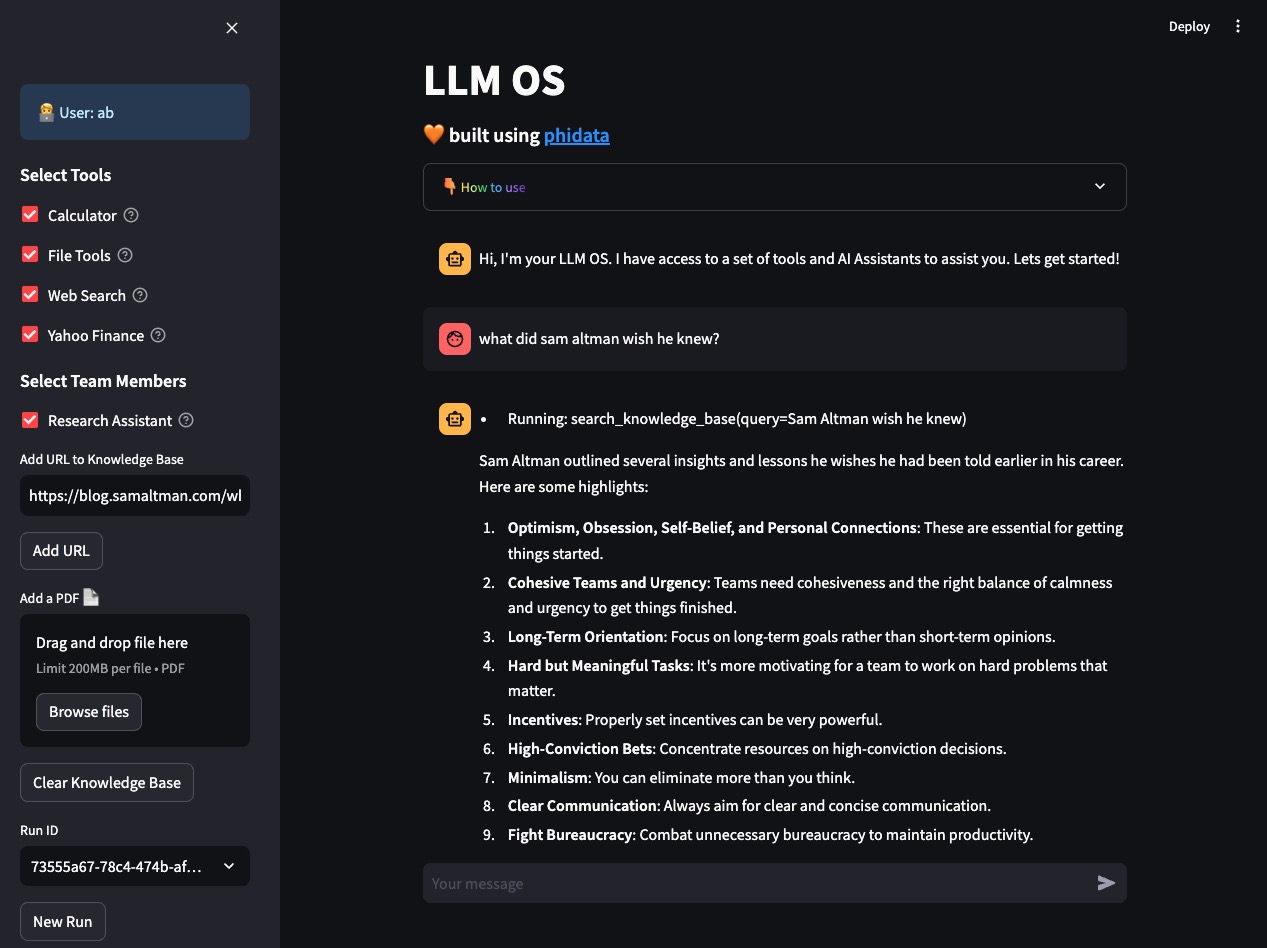 User: ab
Select Tools
Calculator
File Tools
Web Search
Yahoo Finance
Select Team Members
Research Assistant
Add URL to Knowledge Base
https://blog.samaltman.com/wl
Add URL
Add a PDF
Drag and drop file here
Limit 200MB per file • PDF
Browse files
Clear Knowledge Base
Run ID
73555a67-78c4-474b-af...
New Run
Deploy
LLM OS
🧡 built using phidata
👇 How to use
Hi, I'm your LLM OS. I have access to a set of tools and AI Assistants to assist you. Lets get started!
what did sam altman wish he knew?
• Running: search_knowledge_base(query=Sam Altman wish he knew)
Sam Altman outlined several insights and lessons he wishes he had been told earlier in his career.
Here are some highlights:
1. Optimism, Obsession, Self-Belief, and Personal Connections: These are essential for getting
things started.
2. Cohesive Teams and Urgency: Teams need cohesiveness and the right balance of calmness
and urgency to get things finished.
3. Long-Term Orientation: Focus on long-term goals rather than short-term opinions.
4. Hard but Meaningful Tasks: It's more motivating for a team to work on hard problems that
matter.
5. Incentives: Properly set incentives can be very powerful.
6. High-Conviction Bets: Concentrate resources on high-conviction decisions.
7. Minimalism: You can eliminate more than you think.
8. Clear Communication: Always aim for clear and concise communication.
9. Fight Bureaucracy: Combat unnecessary bureaucracy to maintain productivity.
Your message